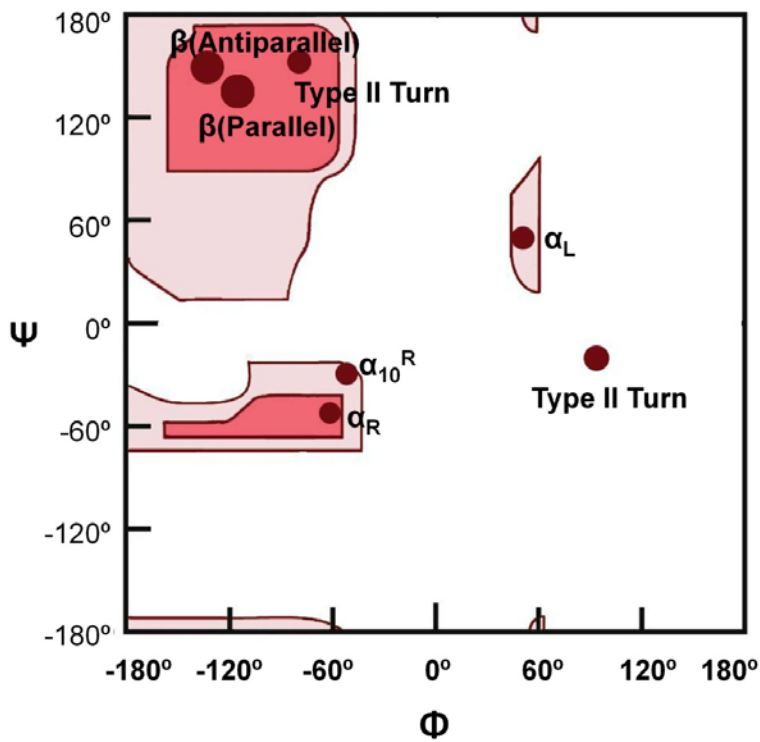 180º
β(Antiparallel)
Type II Turn
120º
β(Parallel)
60º
αL
Ψ
0º
α10R
Type II Turn
αR
-60º
-120º
-180º
-180º -120º -60º 0º 60º 120º 180º
Φ